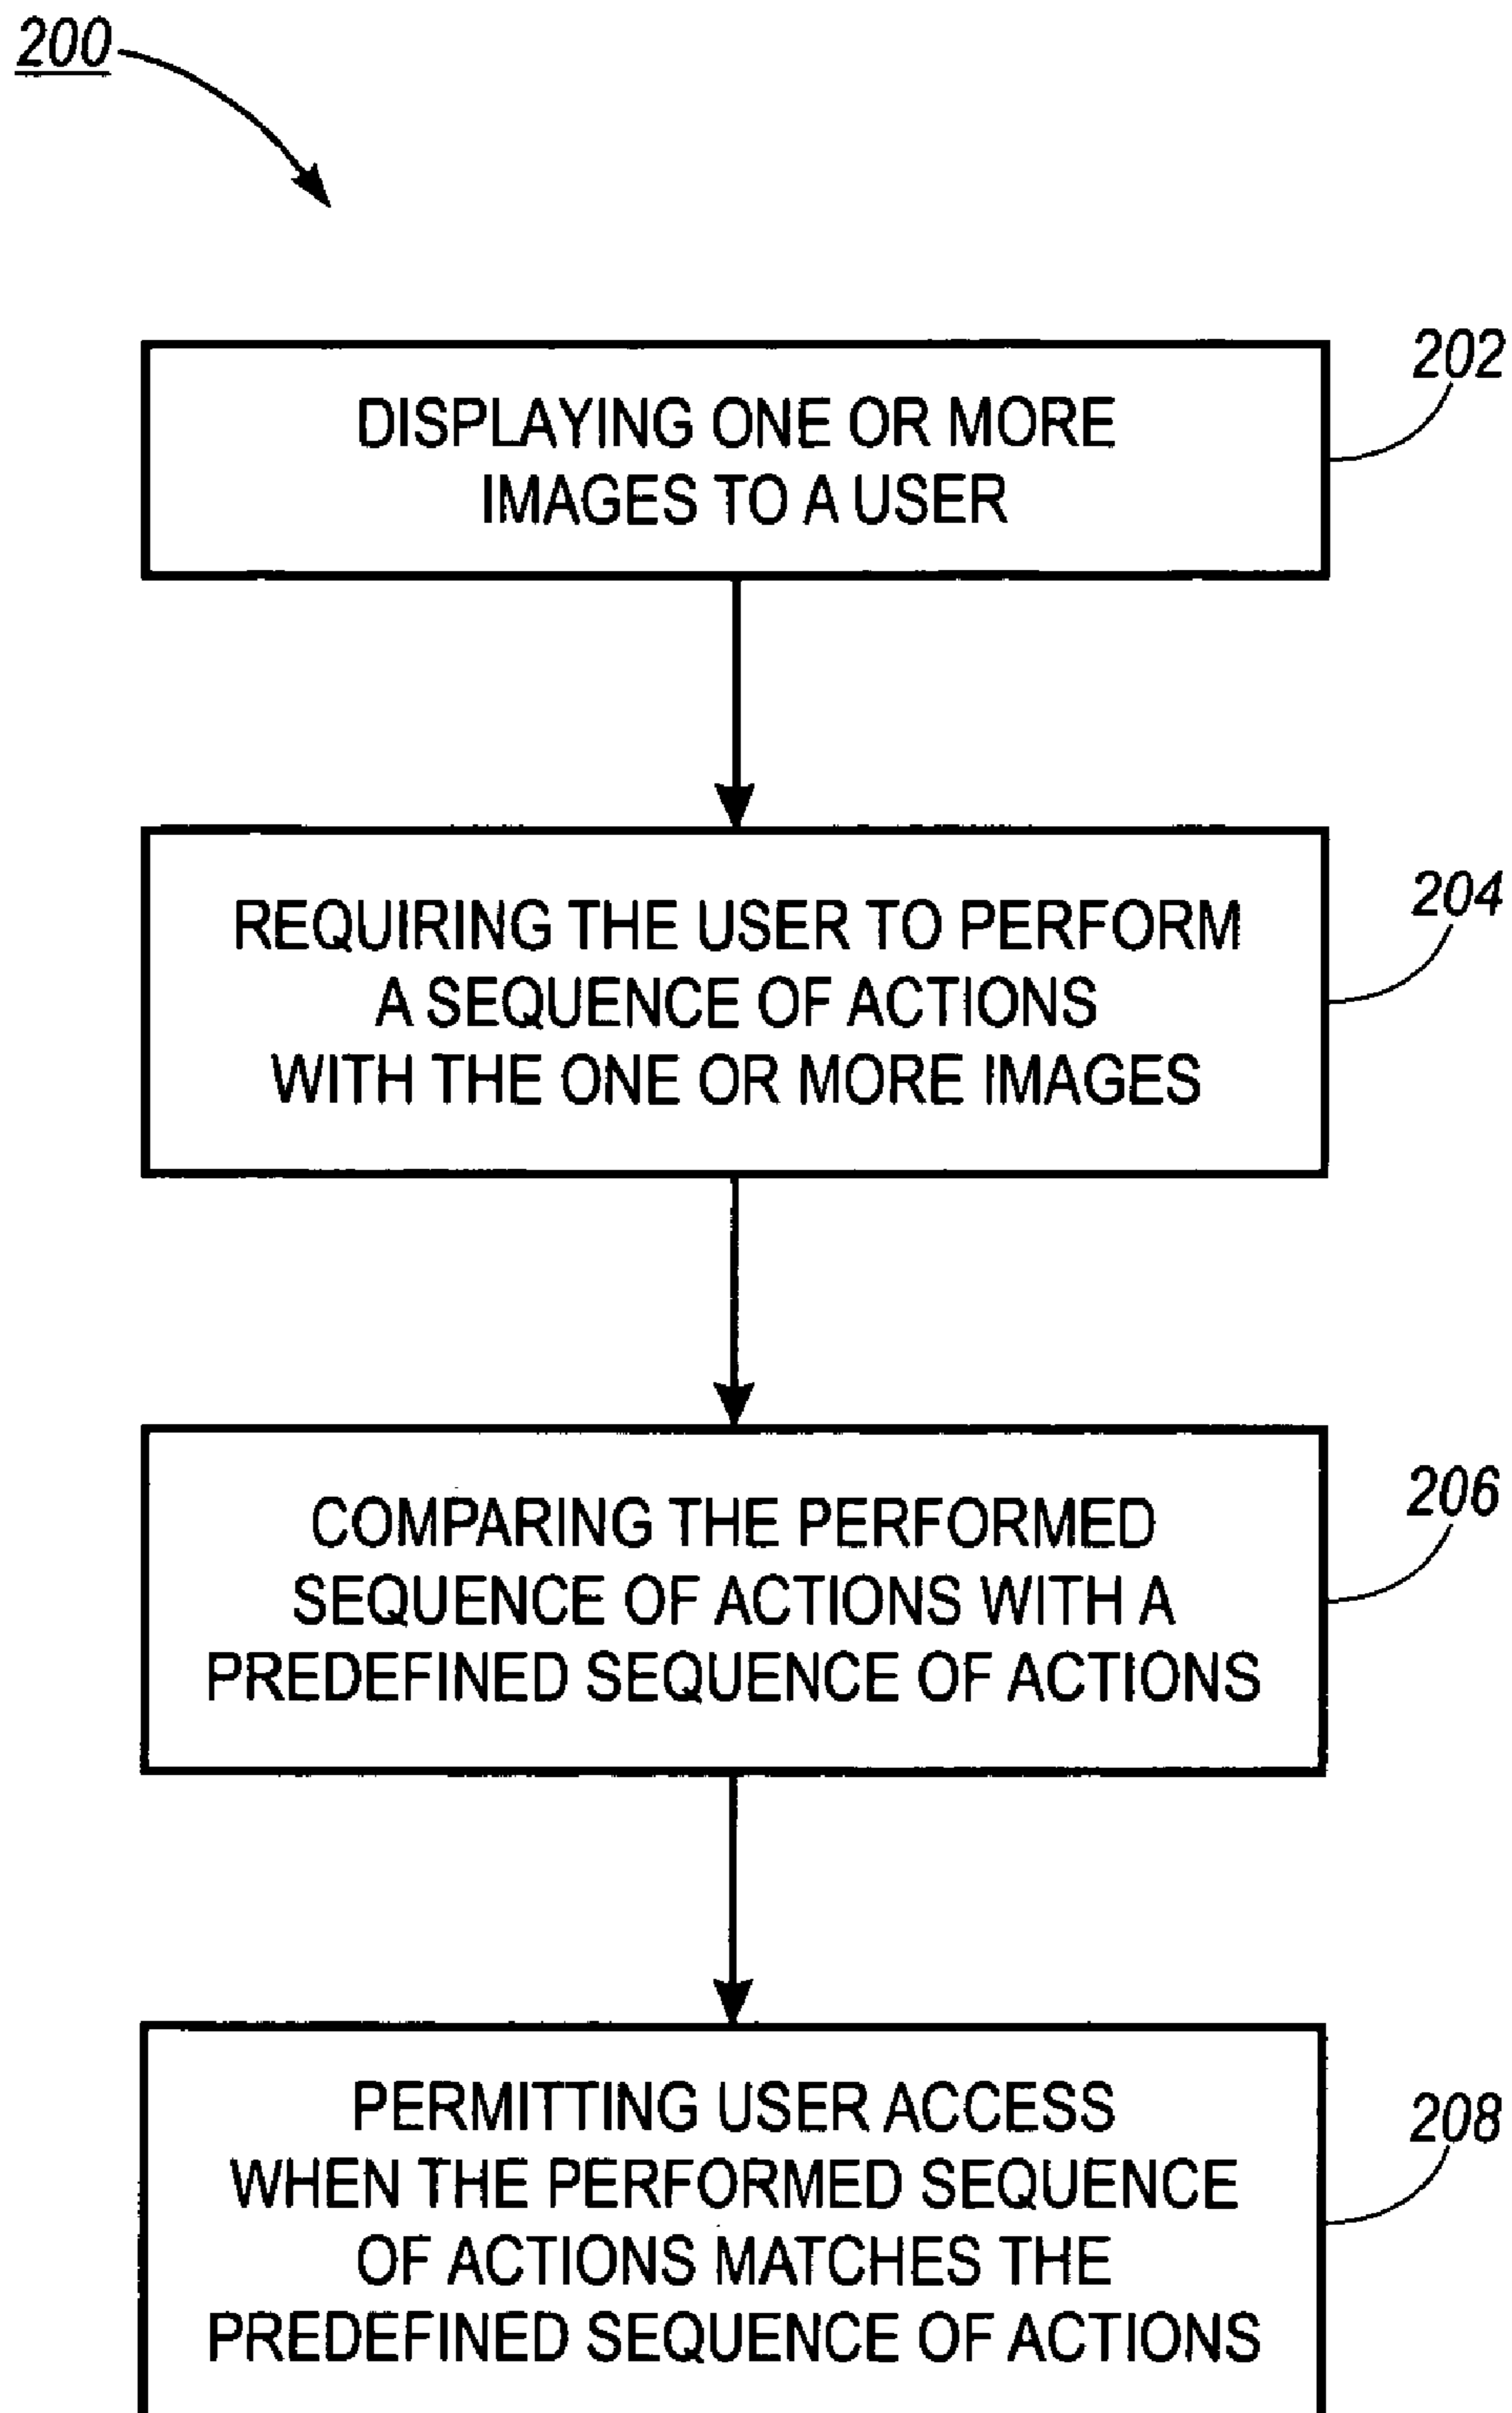 200
202
DISPLAYING ONE OR MORE
IMAGES TO A USER
204
REQUIRING THE USER TO PERFORM
A SEQUENCE OF ACTIONS
WITH THE ONE OR MORE IMAGES
206
COMPARING THE PERFORMED
SEQUENCE OF ACTIONS WITH A
PREDEFINED SEQUENCE OF ACTIONS
208
PERMITTING USER ACCESS
WHEN THE PERFORMED SEQUENCE
OF ACTIONS MATCHES THE
PREDEFINED SEQUENCE OF ACTIONS